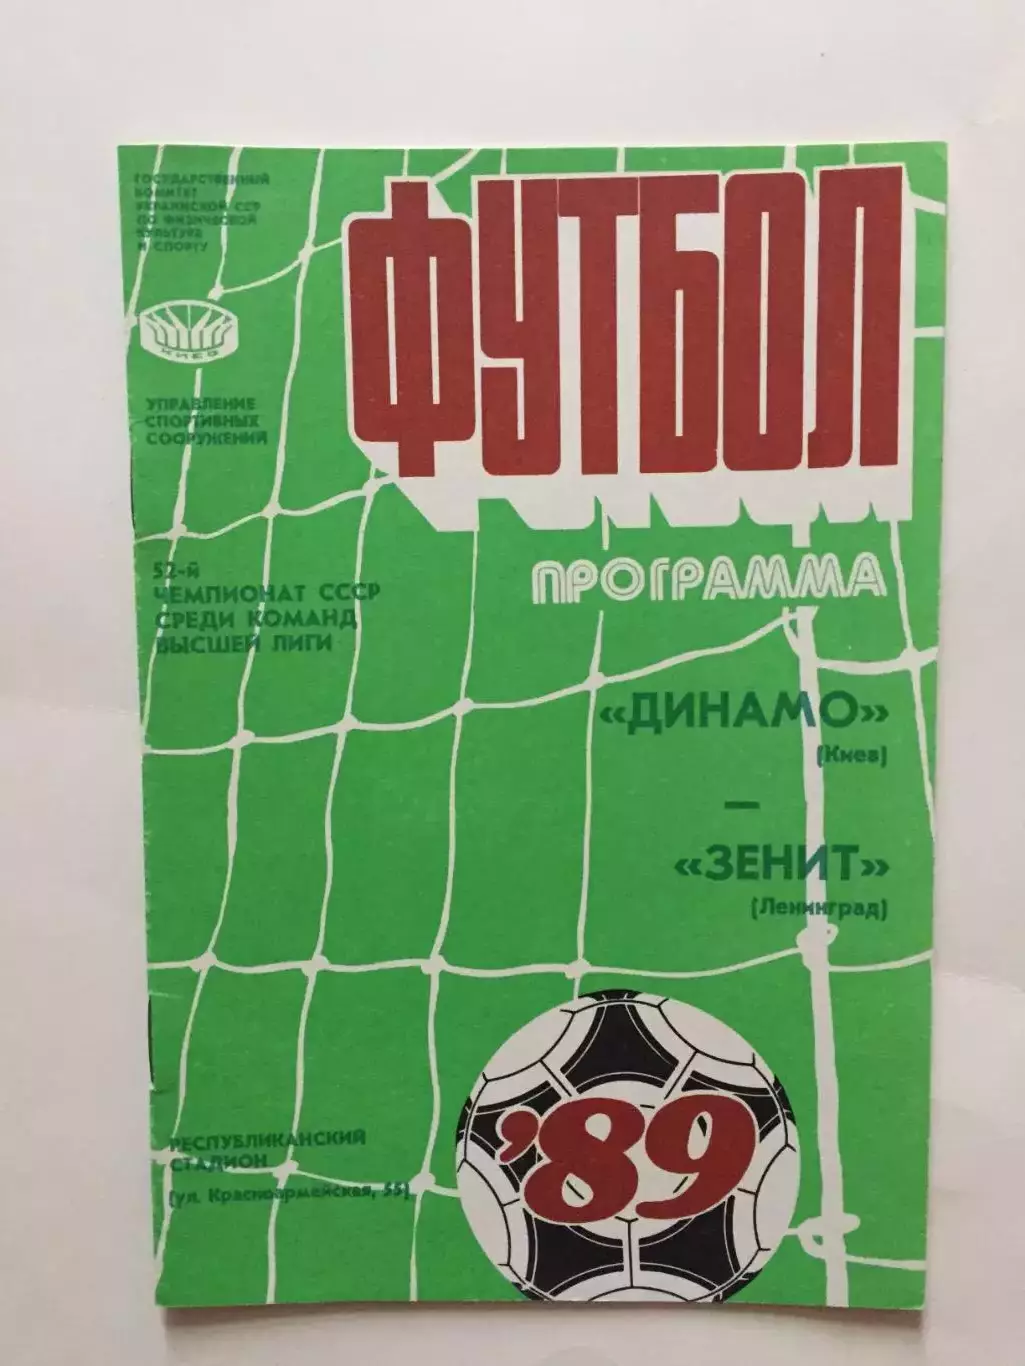 ГОСУДАРСТВЕННЫЙ
КОМИТЕТ
УКРАИНСКОЙ ССР
ПО ФИЗИЧЕСКОЙ
КУЛЬТУРЕ
И СПОРТУ
КИЕВ
УПРАВЛЕНИЕ
СПОРТИВНЫХ
СООРУЖЕНИЙ
ФУТБОЛ
ПРОГРАММА
52-й
ЧЕМПИОНАТ СССР
СРЕДИ КОМАНД
ВЫСШЕЙ ЛИГИ
«ДИНАМО»
(Киев)
—
«ЗЕНИТ»
(Ленинград)
'89
РЕСПУБЛИКАНСКИЙ
СТАДИОН
(ул. Красноармейская, 55)